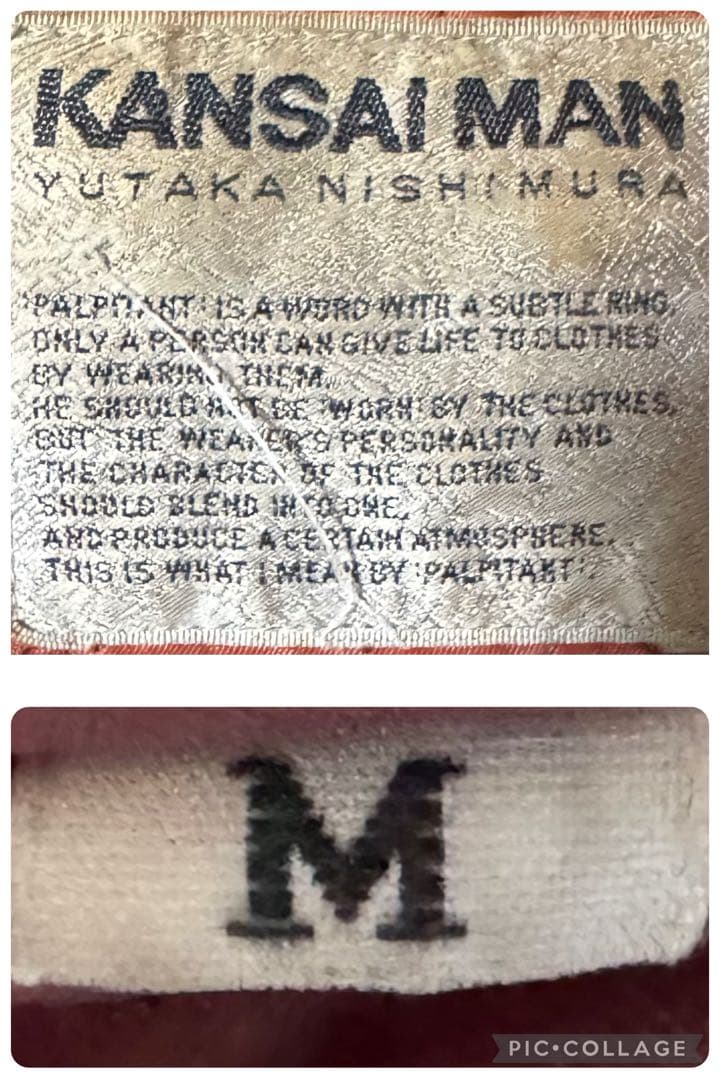 KANSAI MAN
YUTAKA NISHIMURA
'PALPITANT' IS A WORD WITH A SUBTLE RING.
ONLY A PERSON CAN GIVE LIFE TO CLOTHES
BY WEARING THEM.
HE SHOULD NOT BE 'WORN' BY THE CLOTHES,
BUT THE WEARER'S PERSONALITY AND
THE CHARACTER OF THE CLOTHES
SHOULD BLEND INTO ONE,
AND PRODUCE A CERTAIN ATMOSPHERE.
THIS IS WHAT I MEAN BY 'PALPITANT'.
M
PIC•COLLAGE